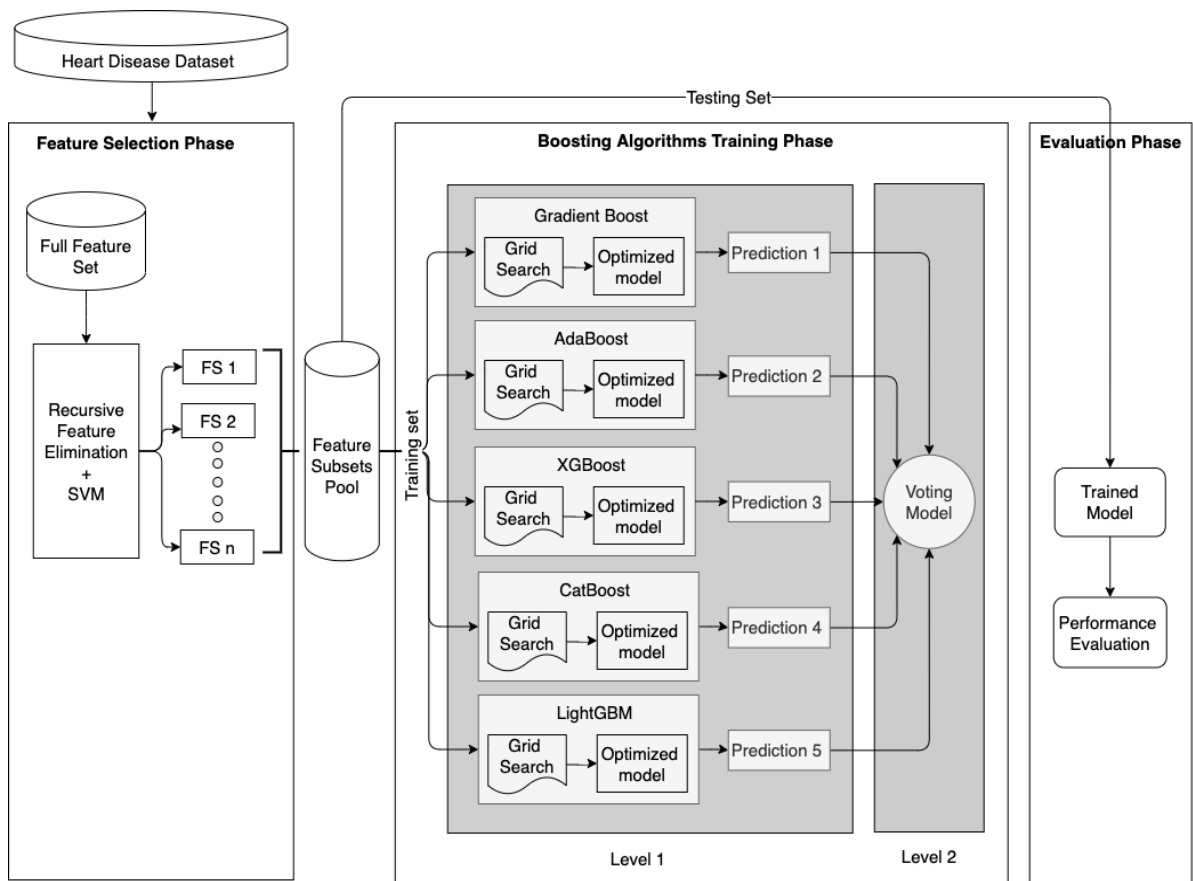 Heart Disease Dataset
Feature Selection Phase
Full Feature
Set
Recursive
Feature
Elimination
+
SVM
FS 1
FS 2
FS n
Feature
Subsets
Pool
Testing Set
Training set
Boosting Algorithms Training Phase
Gradient Boost
Grid
Search
Optimized
model
Prediction 1
AdaBoost
Grid
Search
Optimized
model
Prediction 2
XGBoost
Grid
Search
Optimized
model
Prediction 3
CatBoost
Grid
Search
Optimized
model
Prediction 4
LightGBM
Grid
Search
Optimized
model
Prediction 5
Level 1
Voting
Model
Level 2
Evaluation Phase
Trained
Model
Performance
Evaluation